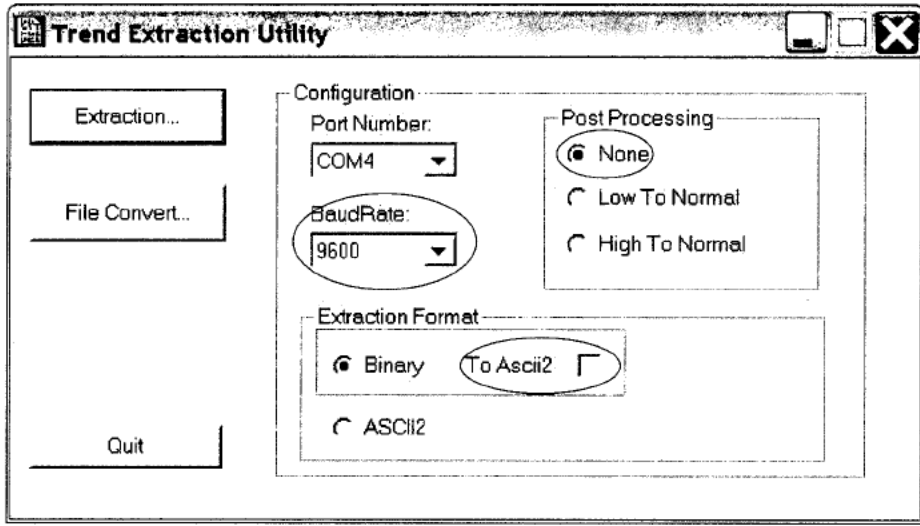 Trend Extraction Utility
Extraction...
File Convert...
Quit
Configuration
Port Number:
COM4
BaudRate:
9600
Post Processing
None
Low To Normal
High To Normal
Extraction Format
Binary To Ascii2
ASCII2